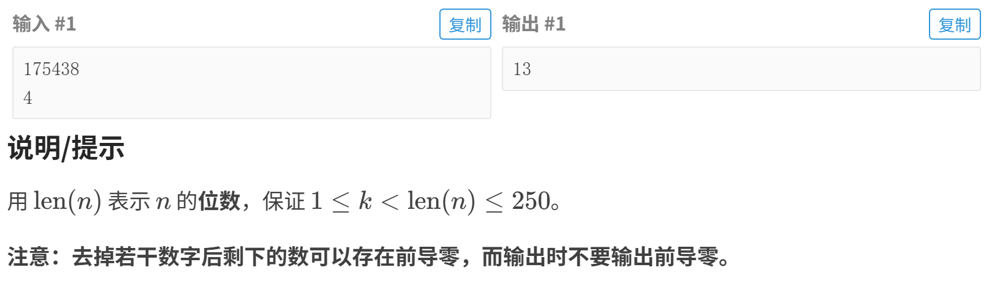 输入 #1
复制
输出 #1
复制
175438
4
13
说明/提示
用 len(n) 表示 n 的位数，保证 1 ≤ k < len(n) ≤ 250。
注意：去掉若干数字后剩下的数可以存在前导零，而输出时不要输出前导零。